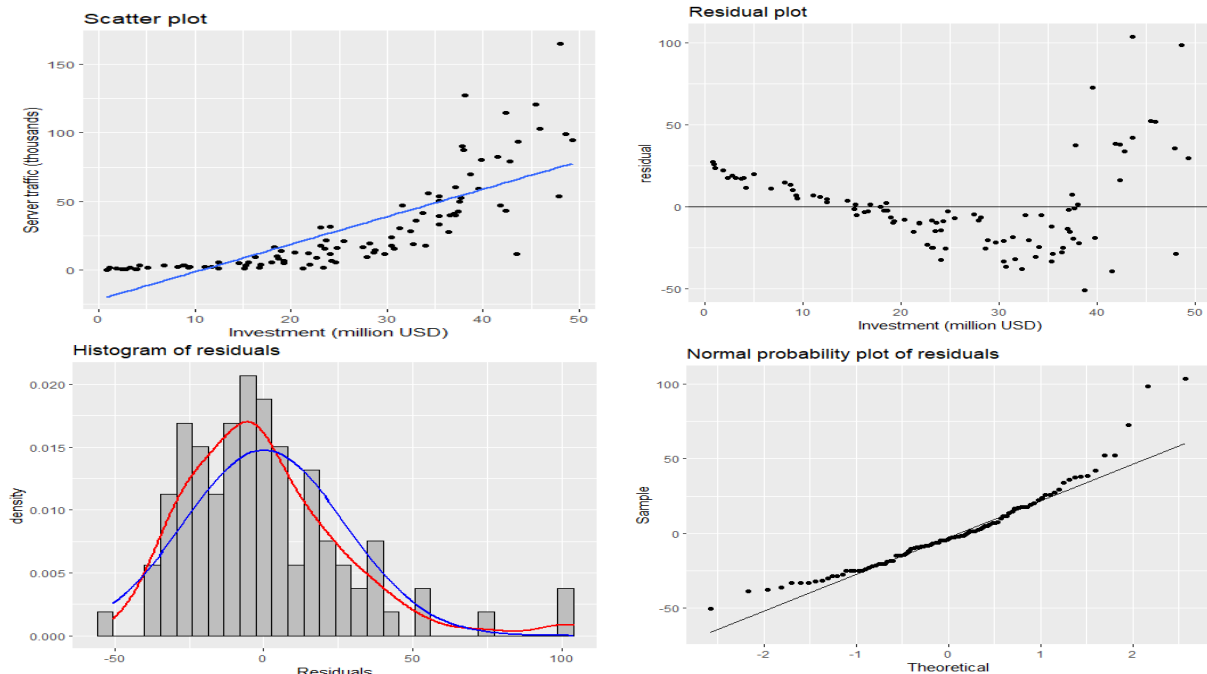 Scatter plot
Server traffic (thousands)
150
100
50
0
0 10 20 30 40 50
Investment (million USD)
Residual plot
residual
100
50
0
-50
0 10 20 30 40 50
Investment (million USD)
Histogram of residuals
density
0.020
0.015
0.010
0.005
0.000
-50 0 50 100
Residuals
Normal probability plot of residuals
Sample
100
50
0
-50
-2 -1 0 1 2
Theoretical